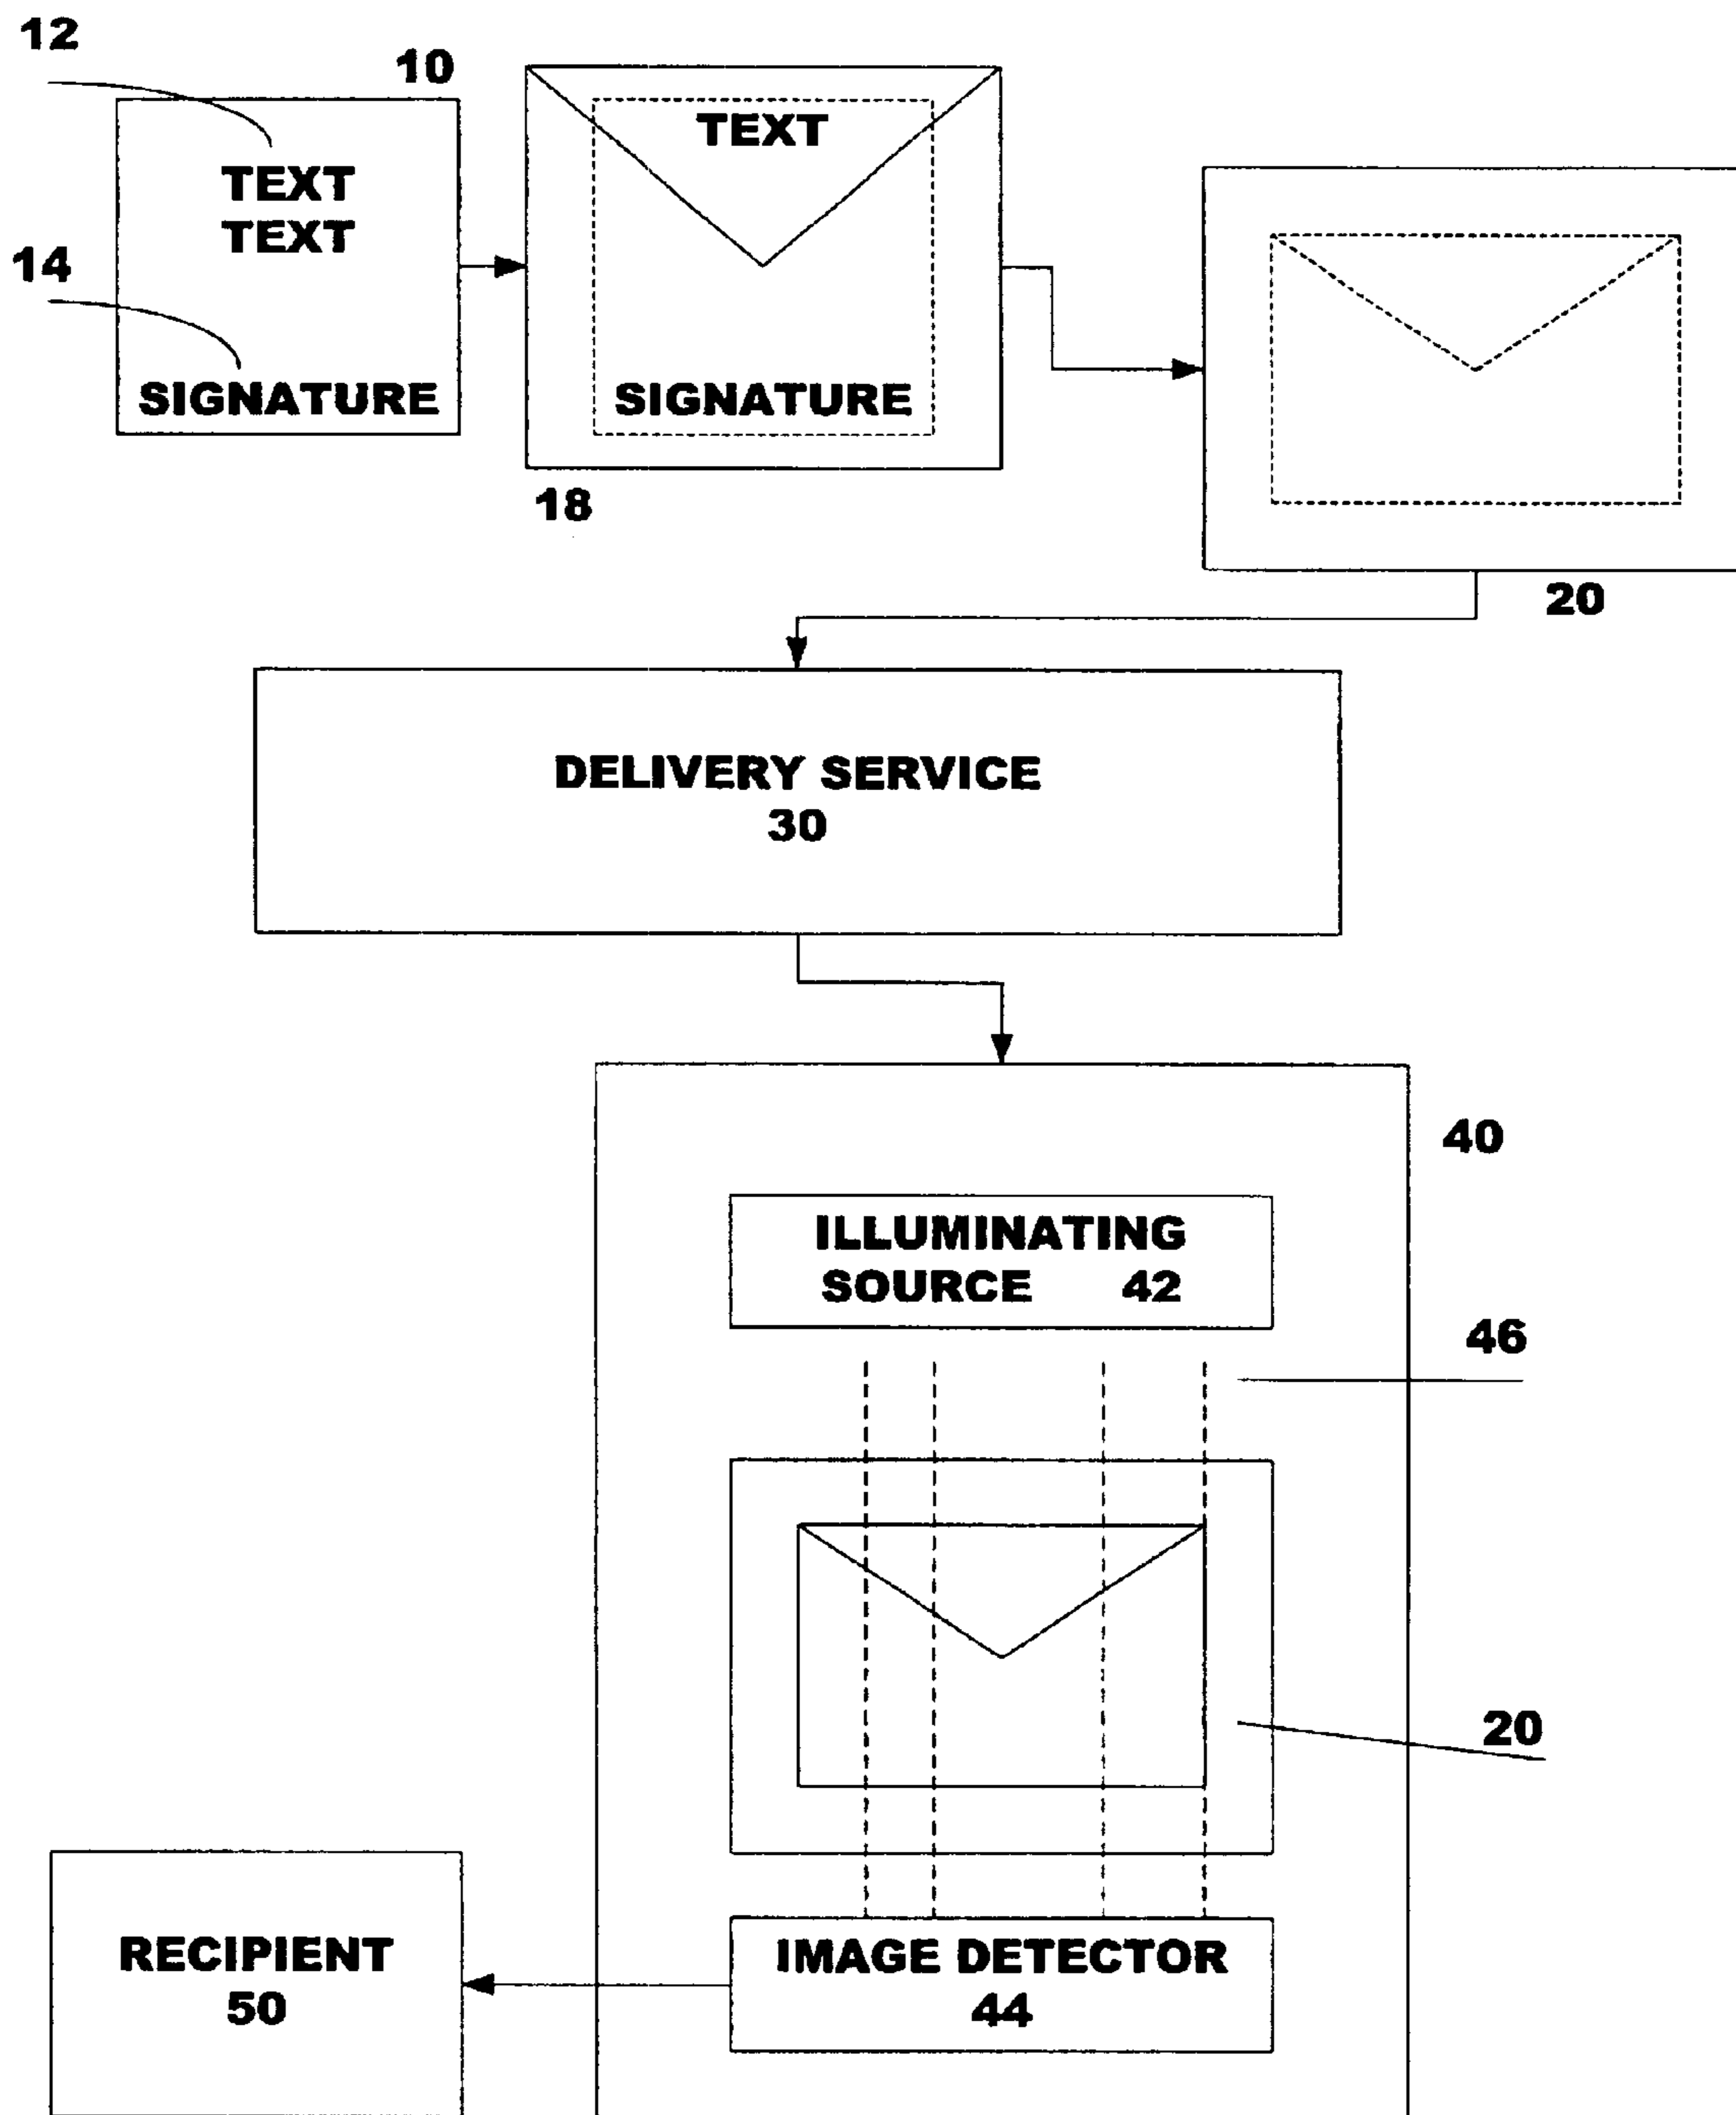 12
10
TEXT
TEXT
TEXT
14
SIGNATURE
SIGNATURE
18
20
DELIVERY SERVICE
30
40
ILLUMINATING
SOURCE 42
46
20
RECIPIENT
50
IMAGE DETECTOR
44